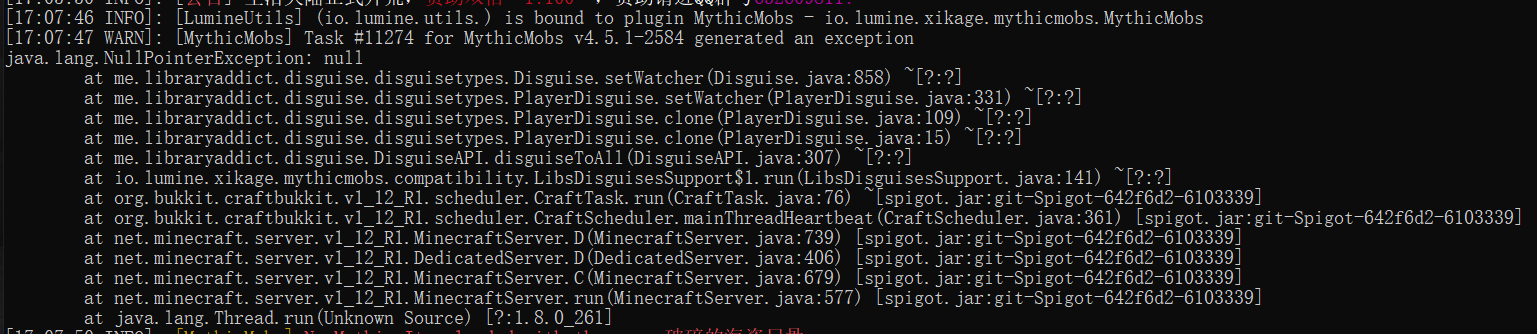 [17:07:46 INFO]: [LumineUtils] (io.lumine.utils.) is bound to plugin MythicMobs - io.lumine.xikage.mythicmobs.MythicMobs
[17:07:47 WARN]: [MythicMobs] Task #11274 for MythicMobs v4.5.1-2584 generated an exception
java.lang.NullPointerException: null
at me.libraryaddict.disguise.disguisetypes.Disguise.setWatcher(Disguise.java:858) ~[?:?]
at me.libraryaddict.disguise.disguisetypes.PlayerDisguise.setWatcher(PlayerDisguise.java:331) ~[?:?]
at me.libraryaddict.disguise.disguisetypes.PlayerDisguise.clone(PlayerDisguise.java:109) ~[?:?]
at me.libraryaddict.disguise.disguisetypes.PlayerDisguise.clone(PlayerDisguise.java:15) ~[?:?]
at me.libraryaddict.disguise.DisguiseAPI.disguiseToAll(DisguiseAPI.java:307) ~[?:?]
at io.lumine.xikage.mythicmobs.compatibility.LibsDisguisesSupport$1.run(LibsDisguisesSupport.java:141) ~[?:?]
at org.bukkit.craftbukkit.v1_12_R1.scheduler.CraftTask.run(CraftTask.java:76) ~[spigot.jar:git-Spigot-642f6d2-6103339]
at org.bukkit.craftbukkit.v1_12_R1.scheduler.CraftScheduler.mainThreadHeartbeat(CraftScheduler.java:361) [spigot.jar:git-Spigot-642f6d2-6103339]
at net.minecraft.server.v1_12_R1.MinecraftServer.D(MinecraftServer.java:739) [spigot.jar:git-Spigot-642f6d2-6103339]
at net.minecraft.server.v1_12_R1.DedicatedServer.D(DedicatedServer.java:406) [spigot.jar:git-Spigot-642f6d2-6103339]
at net.minecraft.server.v1_12_R1.MinecraftServer.C(MinecraftServer.java:679) [spigot.jar:git-Spigot-642f6d2-6103339]
at net.minecraft.server.v1_12_R1.MinecraftServer.run(MinecraftServer.java:577) [spigot.jar:git-Spigot-642f6d2-6103339]
at java.lang.Thread.run(Unknown Source) [?:1.8.0_261]